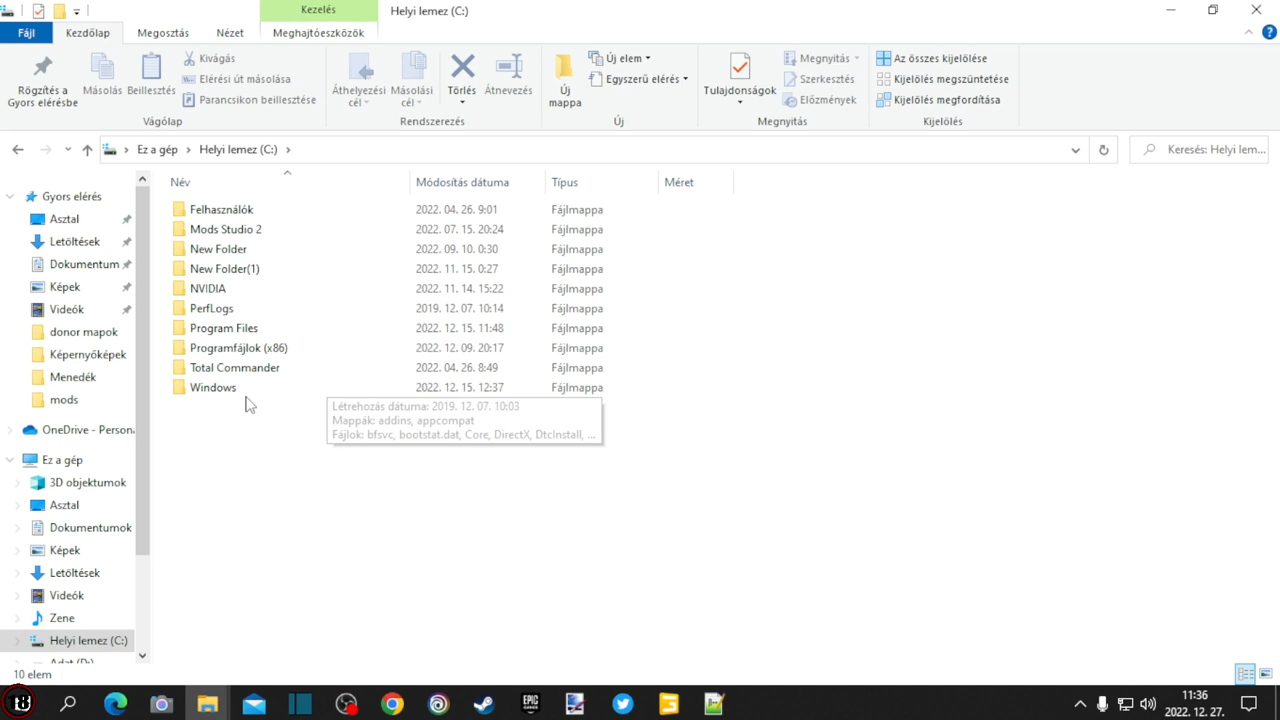 Kezelés
Helyi lemez (C:)
Fájl
Kezdőlap
Megosztás
Nézet
Meghajtóeszközök
Rögzítés a
Gyors elérésbe
Másolás
Beillesztés
Kivágás
Elérési út másolása
Parancsikon beillesztése
Vágólap
Áthelyezési
cél
Másolási
cél
Törlés
Átnevezés
Rendszerezés
Új
mappa
Új elem
Egyszerű elérés
Új
Tulajdonságok
Megnyitás
Szerkesztés
Előzmények
Megnyitás
Az összes kijelölése
Kijelölés megszüntetése
Kijelölés megfordítása
Kijelölés
Ez a gép
Helyi lemez (C:)
Keresés: Helyi lem...
Gyors elérés
Asztal
Letöltések
Dokumentum
Képek
Videók
donor mapok
Képernyőképek
Menedék
mods
OneDrive - Persona
Ez a gép
3D objektumok
Asztal
Dokumentumok
Képek
Letöltések
Videók
Zene
Helyi lemez (C:)
Adat (D:)
Név Módosítás dátuma Típus Méret
Felhasználók 2022. 04. 26. 9:01 Fájlmappa
Mods Studio 2 2022. 07. 15. 20:24 Fájlmappa
New Folder 2022. 09. 10. 0:30 Fájlmappa
New Folder(1) 2022. 11. 15. 0:27 Fájlmappa
NVIDIA 2022. 11. 14. 15:22 Fájlmappa
PerfLogs 2019. 12. 07. 10:14 Fájlmappa
Program Files 2022. 12. 15. 11:48 Fájlmappa
Programfájlok (x86) 2022. 12. 09. 20:17 Fájlmappa
Total Commander 2022. 04. 26. 8:49 Fájlmappa
Windows 2022. 12. 15. 12:37 Fájlmappa
Létrehozás dátuma: 2019. 12. 07. 10:03
Mappák: addins, appcompat
Fájlok: bfsvc, bootstat.dat, Core, DirectX, DtcInstall, ...
10 elem
EPIC
GAMES
11:36
2022. 12. 27.